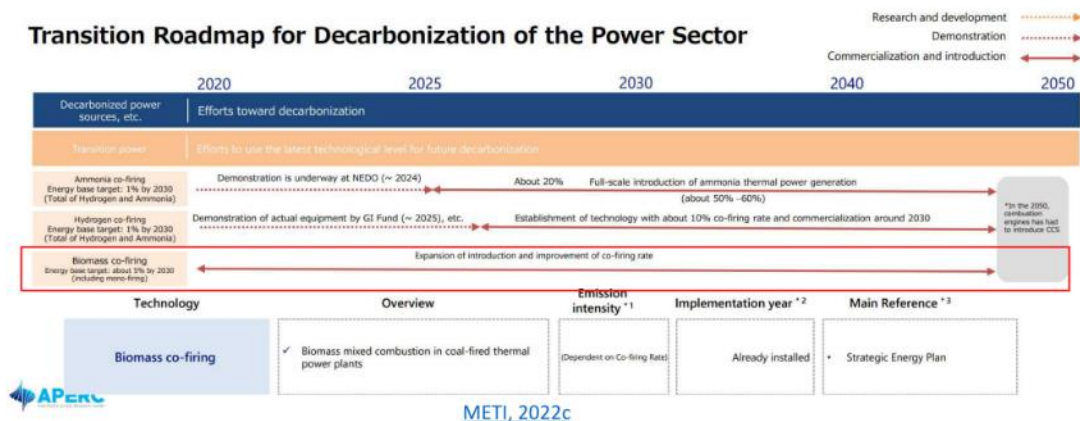 Research and development
Demonstration
Commercialization and introduction
Transition Roadmap for Decarbonization of the Power Sector
2020 2025 2030 2040 2050
Decarbonized power
sources, etc.
Efforts toward decarbonization
Transition power
Efforts to use the latest technological level for future decarbonization
Ammonia co-firing
Energy base target: 1% by 2030
(Total of Hydrogen and Ammonia)
Demonstration is underway at NEDO (~ 2024)
About 20%
Full-scale introduction of ammonia thermal power generation
(about 50% –60%)
Hydrogen co-firing
Energy base target: 1% by 2030
(Total of Hydrogen and Ammonia)
Demonstration of actual equipment by GI Fund (~ 2025), etc.
Establishment of technology with about 10% co-firing rate and commercialization around 2030
*In the 2050,
combustion
engines has had
to introduce CCS
Biomass co-firing
Energy base target: about 5% by 2030
(including mono-firing)
Expansion of introduction and improvement of co-firing rate
Technology
Overview
Emission
intensity *1
Implementation year *2
Main Reference *3
Biomass co-firing
✓ Biomass mixed combustion in coal-fired thermal
power plants
(Dependent on Co-firing Rate)
Already installed
• Strategic Energy Plan
APERC
METI, 2022c